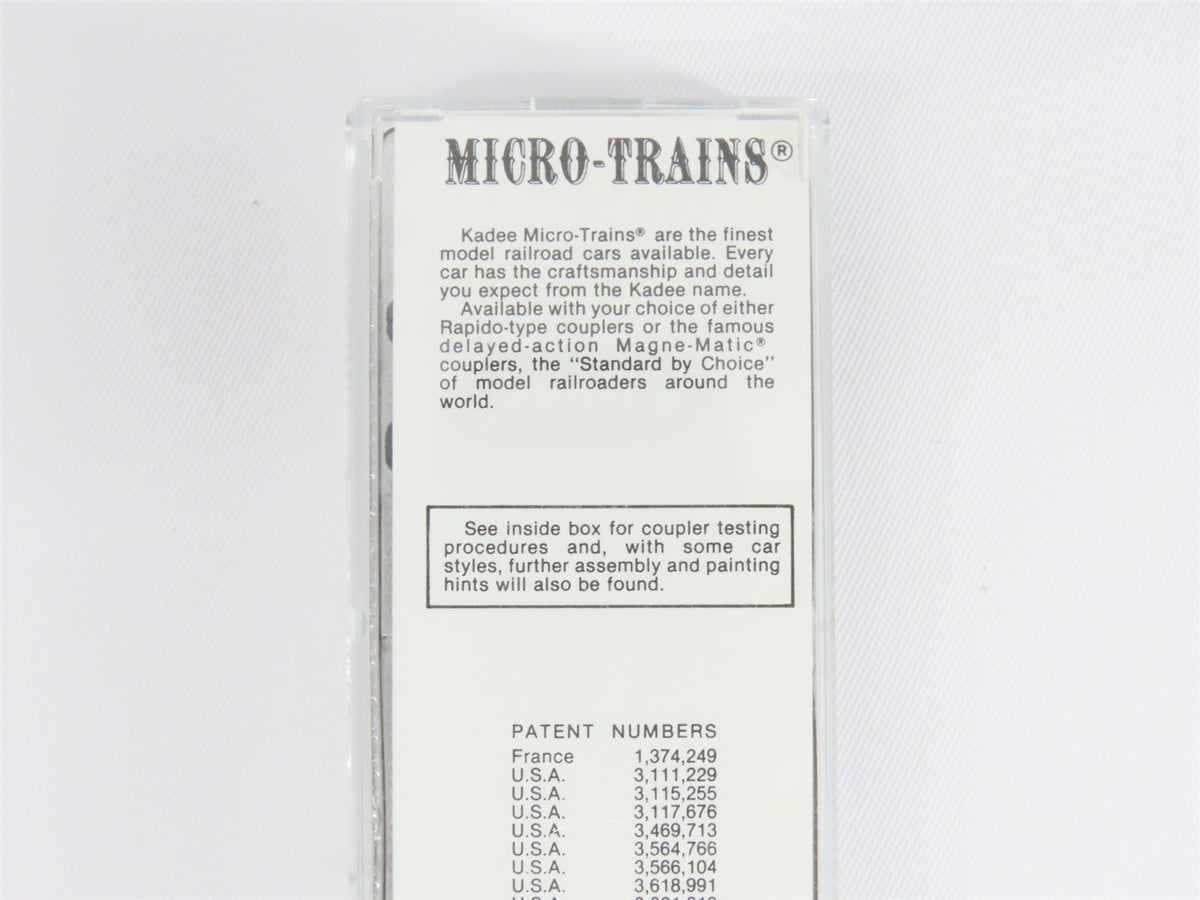 MICRO-TRAINS®
Kadee Micro-Trains® are the finest
model railroad cars available. Every
car has the craftsmanship and detail
you expect from the Kadee name.
Available with your choice of either
Rapido-type couplers or the famous
delayed-action Magne-Matic®
couplers, the "Standard by Choice"
of model railroaders around the
world.
See inside box for coupler testing
procedures and, with some car
styles, further assembly and painting
hints will also be found.
PATENT NUMBERS
France 1,374,249
U.S.A. 3,111,229
U.S.A. 3,115,255
U.S.A. 3,117,676
U.S.A. 3,469,713
U.S.A. 3,564,766
U.S.A. 3,566,104
U.S.A. 3,618,991